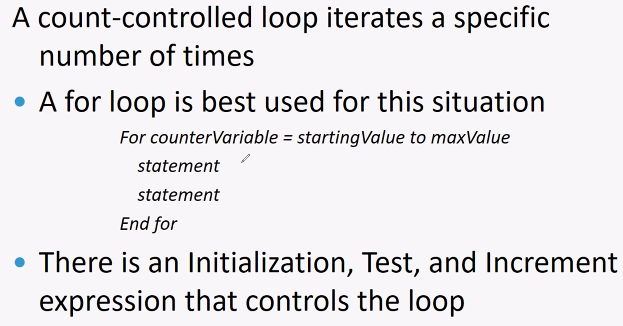 A count-controlled loop iterates a specific
number of times
• A for loop is best used for this situation
For counterVariable = startingValue to maxValue
statement
statement
End for
• There is an Initialization, Test, and Increment
expression that controls the loop